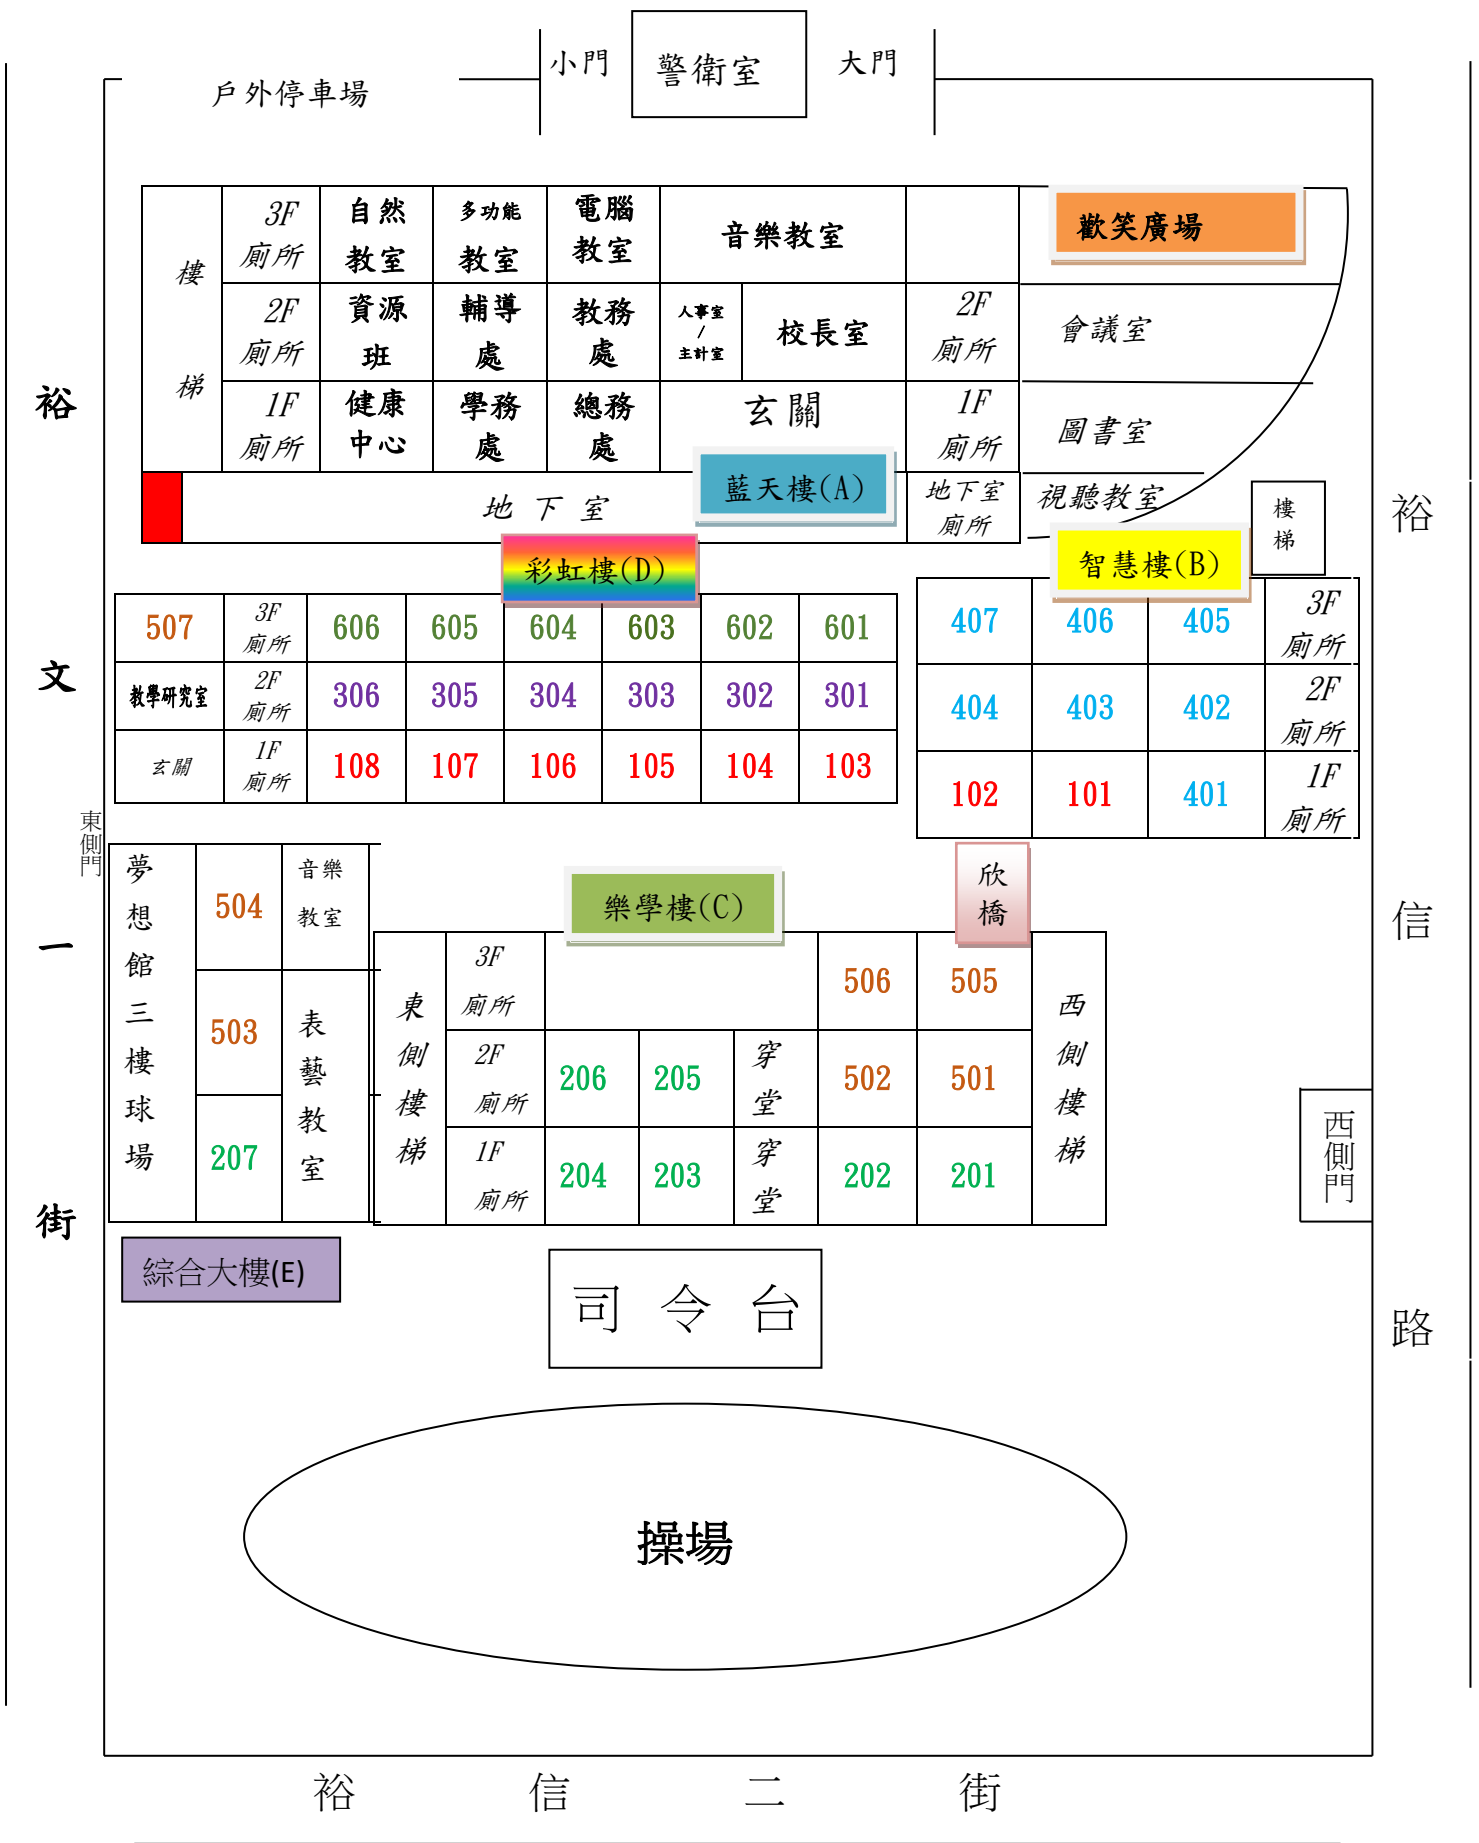 小門
警衛室
大門
戶外停車場
樓
梯
3F
廁所
自然
教室
多功能
教室
電腦
教室
音樂教室
歡笑廣場
2F
廁所
資源
班
輔導
處
教務
處
人事室
/
主計室
校長室
2F
廁所
會議室
1F
廁所
健康
中心
學務
處
總務
處
玄關
1F
廁所
圖書室
藍天樓(A)
地下室
地下室
廁所
視聽教室
樓
梯
彩虹樓(D)
智慧樓(B)
507
3F
廁所
606
605
604
603
602
601
教學研究室
2F
廁所
306
305
304
303
302
301
玄關
1F
廁所
108
107
106
105
104
103
407
406
405
3F
廁所
404
403
402
2F
廁所
102
101
401
1F
廁所
東側門
夢想館三樓球場
504
503
207
音樂
教室
表藝教室
樂學樓(C)
欣橋
東側樓梯
3F
廁所
506
505
2F
廁所
206
205
穿堂
502
501
1F
廁所
204
203
穿堂
202
201
西側樓梯
西側門
綜合大樓(E)
司令台
操場
裕文一街
裕信路
裕信二街